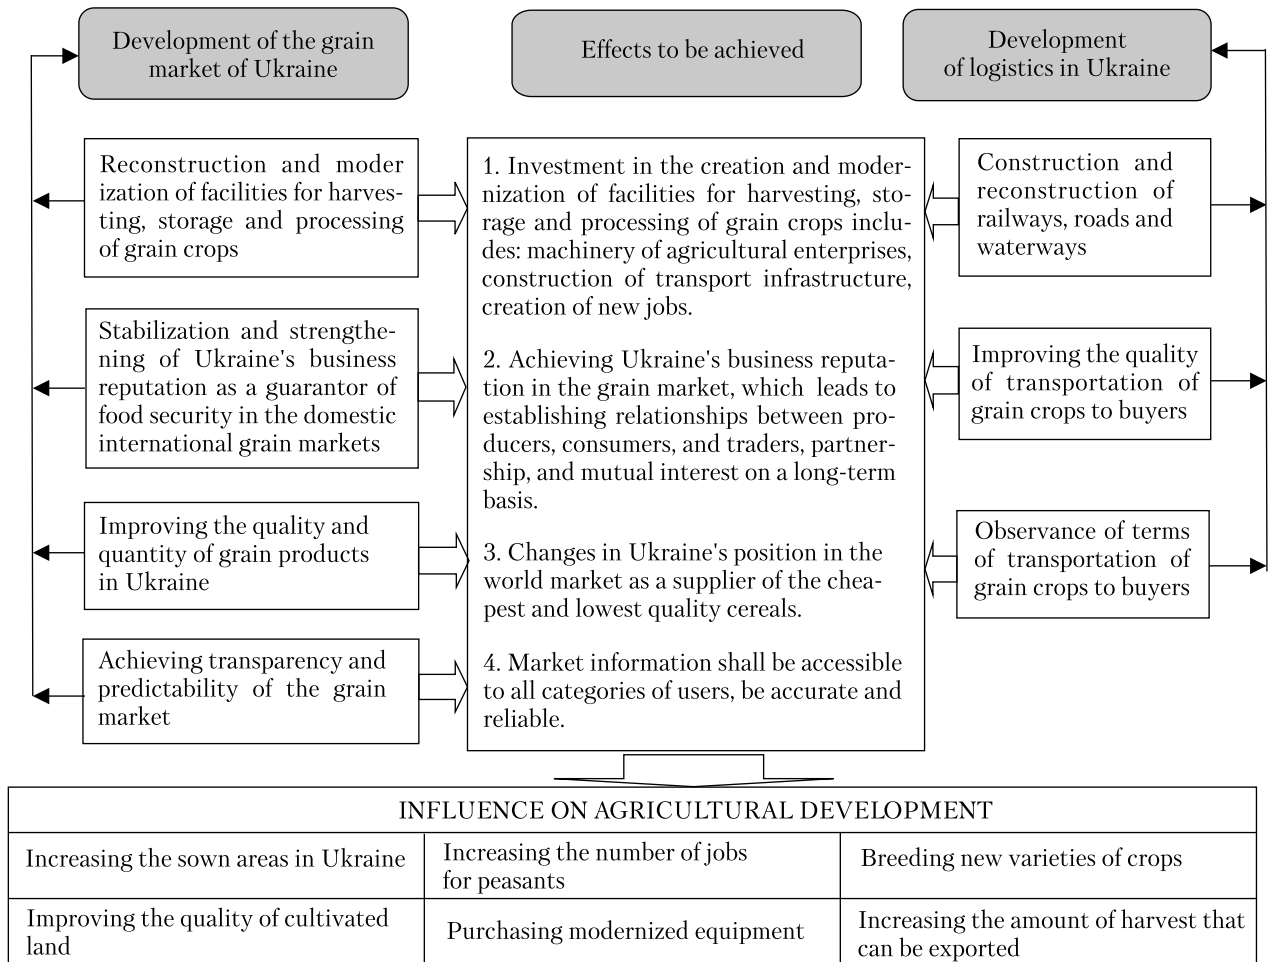 Development of the grain
market of Ukraine
Effects to be achieved
Development
of logistics in Ukraine
Reconstruction and moder
ization of facilities for harves-
ting, storage and processing
of grain crops
Stabilization and strengthe-
ning of Ukraine's business
reputation as a guarantor of
food security in the domestic
international grain markets
Improving the quality and
quantity of grain products
in Ukraine
Achieving transparency and
predictability of the grain
market
1. Investment in the creation and moder-
nization of facilities for harvesting, sto-
rage and processing of grain crops inclu-
des: machinery of agricultural enterprises,
construction of transport infrastructure,
creation of new jobs.
2. Achieving Ukraine's business reputa-
tion in the grain market, which leads to
establishing relationships between pro-
ducers, consumers, and traders, partner-
ship, and mutual interest on a long-term
basis.
3. Changes in Ukraine's position in the
world market as a supplier of the chea-
pest and lowest quality cereals.
4. Market information shall be accessible
to all categories of users, be accurate and
reliable.
Construction and
reconstruction of
railways, roads and
waterways
Improving the quality
of transportation of
grain crops to buyers
Observance of terms
of transportation of
grain crops to buyers
INFLUENCE ON AGRICULTURAL DEVELOPMENT
Increasing the sown areas in Ukraine
Increasing the number of jobs
for peasants
Breeding new varieties of crops
Improving the quality of cultivated
land
Purchasing modernized equipment
Increasing the amount of harvest that
can be exported